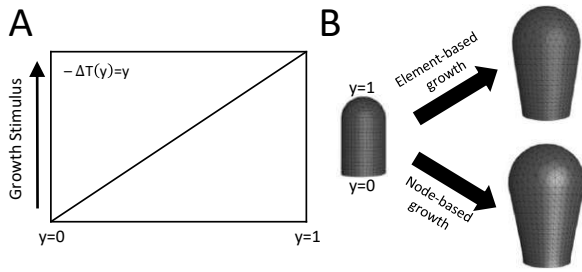 A
Growth Stimulus
– ΔT(y)=y
y=0
y=1
B
y=1
y=0
Element-based
growth
Node-based
growth